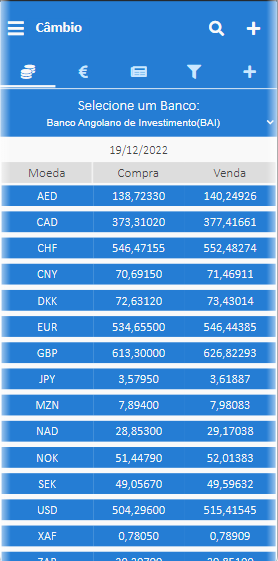 Câmbio
Selecione um Banco:
Banco Angolano de Investimento(BAI)
19/12/2022
Moeda Compra Venda
AED 138,72330 140,24926
CAD 373,31020 377,41661
CHF 546,47155 552,48274
CNY 70,69150 71,46911
DKK 72,63120 73,43014
EUR 534,65500 546,44385
GBP 613,30000 626,82293
JPY 3,57950 3,61887
MZN 7,89400 7,98083
NAD 28,85300 29,17038
NOK 51,44790 52,01383
SEK 49,05670 49,59632
USD 504,29600 515,41545
XAF 0,78050 0,78909
ZAR